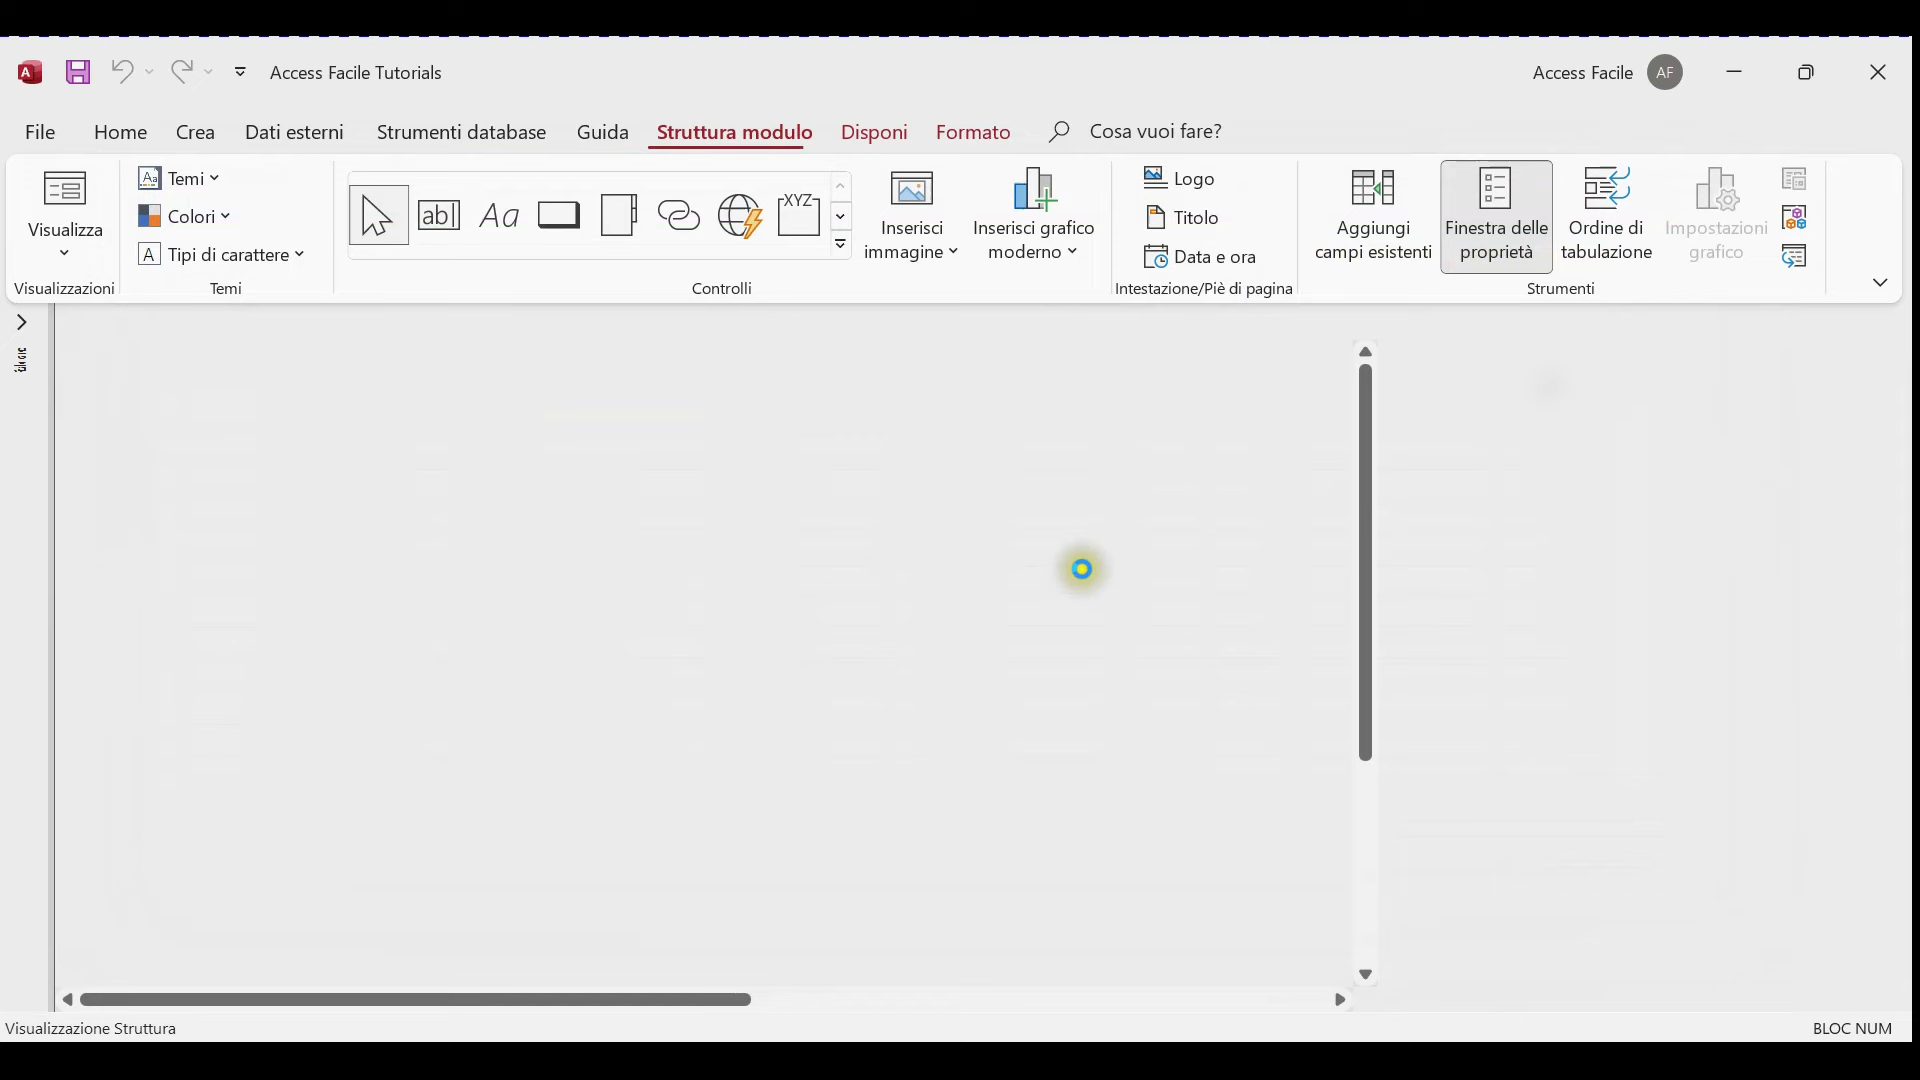 Access Facile Tutorials
Access Facile AF
File Home Crea Dati esterni Strumenti database Guida Struttura modulo Disponi Formato Cosa vuoi fare?
Visualizza
Visualizzazioni
Temi
Colori
Tipi di carattere
Temi
ab|
Aa
XYZ
Controlli
Inserisci
immagine
Inserisci grafico
moderno
Logo
Titolo
Data e ora
Intestazione/Piè di pagina
Aggiungi
campi esistenti
Finestra delle
proprietà
Ordine di
tabulazione
Impostazioni
grafico
Strumenti
Visualizzazione Struttura
BLOC NUM